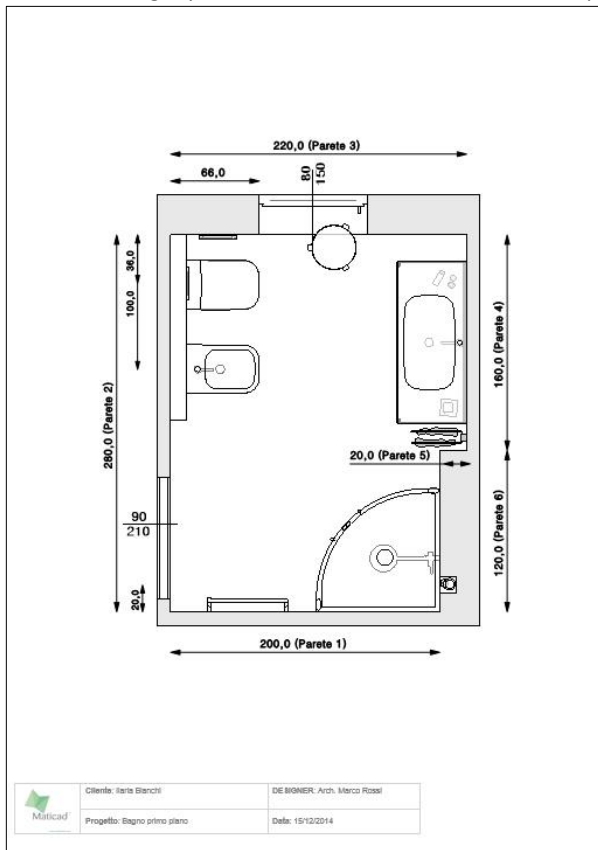 220,0 (Parete 3)
66,0
80
150
36,0
100,0
280,0 (Parete 2)
160,0 (Parete 4)
20,0 (Parete 5)
90
210
120,0 (Parete 6)
20,0
200,0 (Parete 1)
Maticad
Cliente: Ilaria Bianchi
DESIGNER: Arch. Marco Rossi
Progetto: Bagno primo piano
Data: 15/12/2014